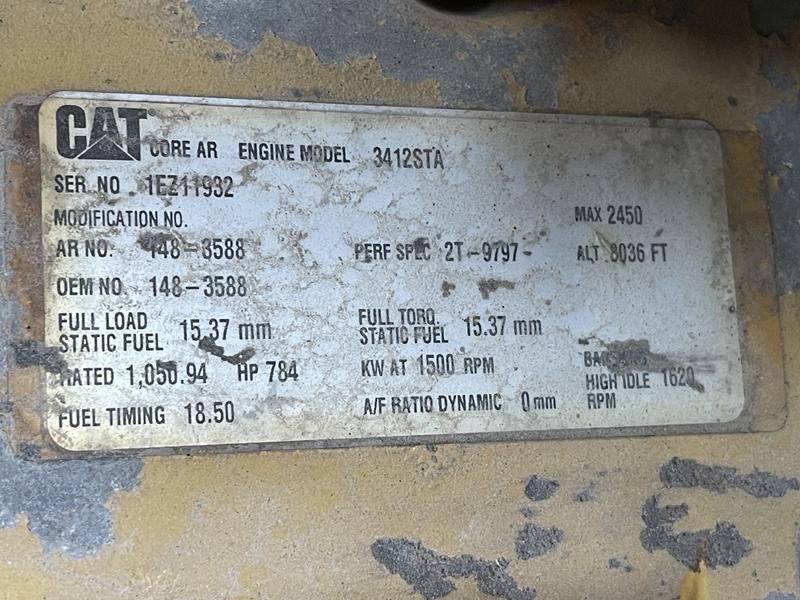 CAT CORE AR ENGINE MODEL 3412STA
SER. NO 1EZ11932
MODIFICATION NO. MAX 2450
AR NO. 148-3588 PERF SPEC 2T-9797 ALT 8036 FT
OEM NO. 148-3588
FULL LOAD STATIC FUEL 15.37 mm FULL TORQ. STATIC FUEL 15.37 mm
RATED 1,050.94 HP 784 KW AT 1500 RPM
HIGH IDLE RPM 1620
FUEL TIMING 18.50 A/F RATIO DYNAMIC 0 mm